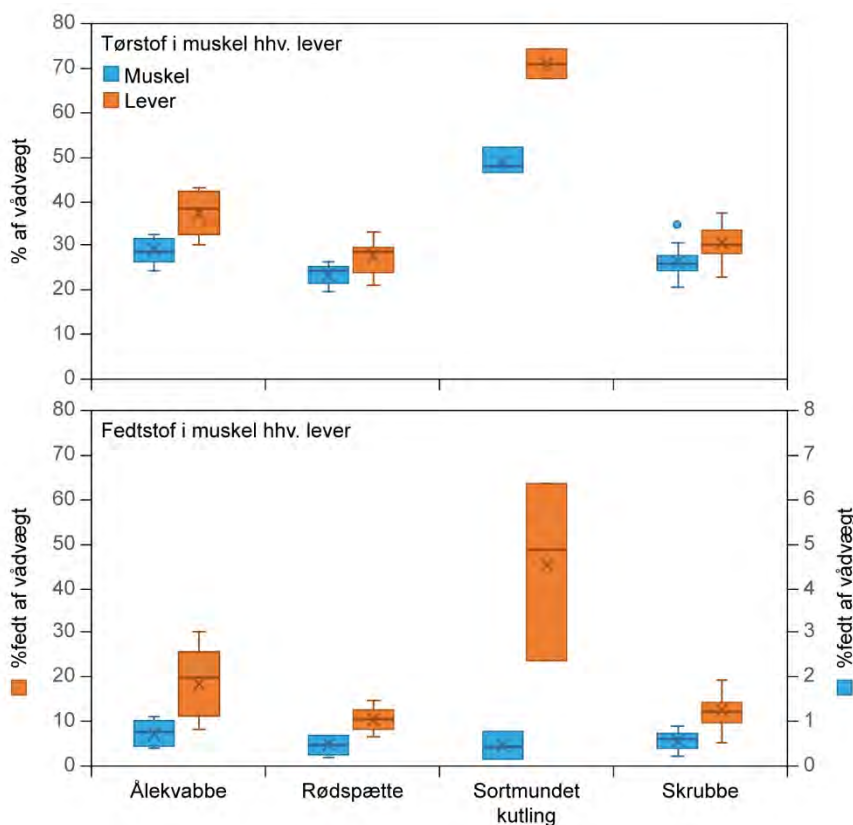 Tørstof i muskel hhv. lever
Muskel
Lever
% af vådvægt
80
70
60
50
40
30
20
10
0
Fedtstof i muskel hhv. lever
%fedt af vådvægt
80
70
60
50
40
30
20
10
0
8
7
6
5
4
3
2
1
0
%fedt af vådvægt
Ålekvabbe
Rødspætte
Sortmundet
kutling
Skrubbe